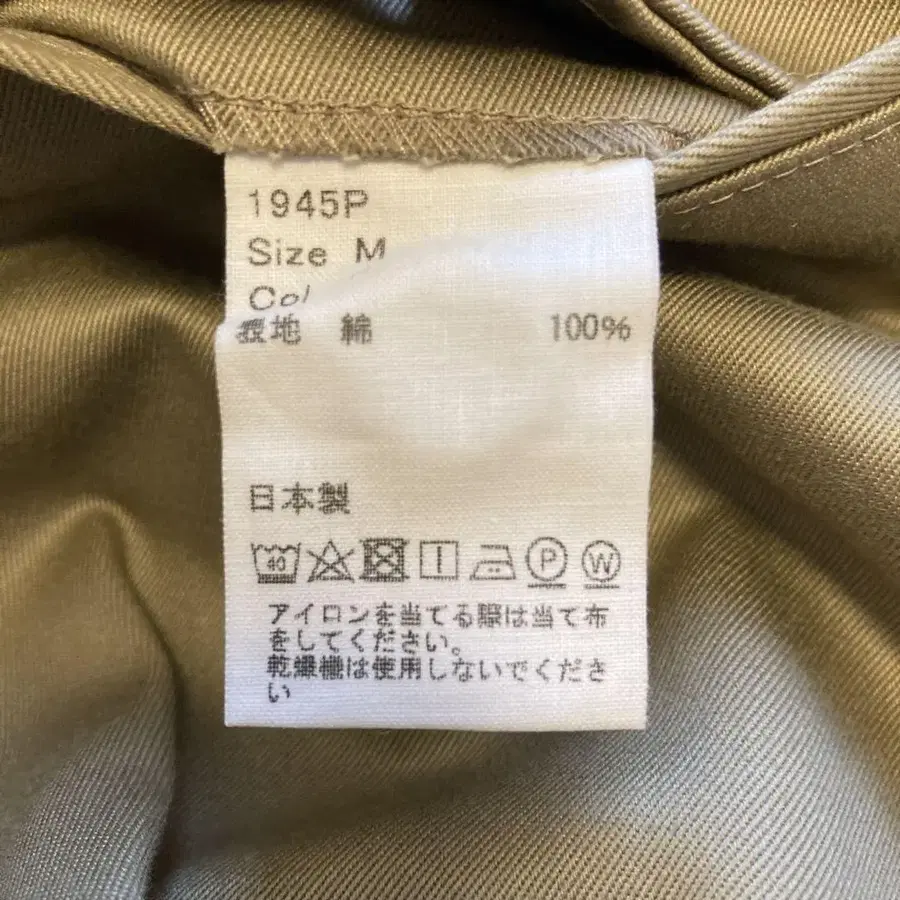 1945P
Size M
Col
表地 綿 100%
日本製
40 P W
アイロンを当てる際は当て布
をしてください。
乾燥機は使用しないでくださ
い